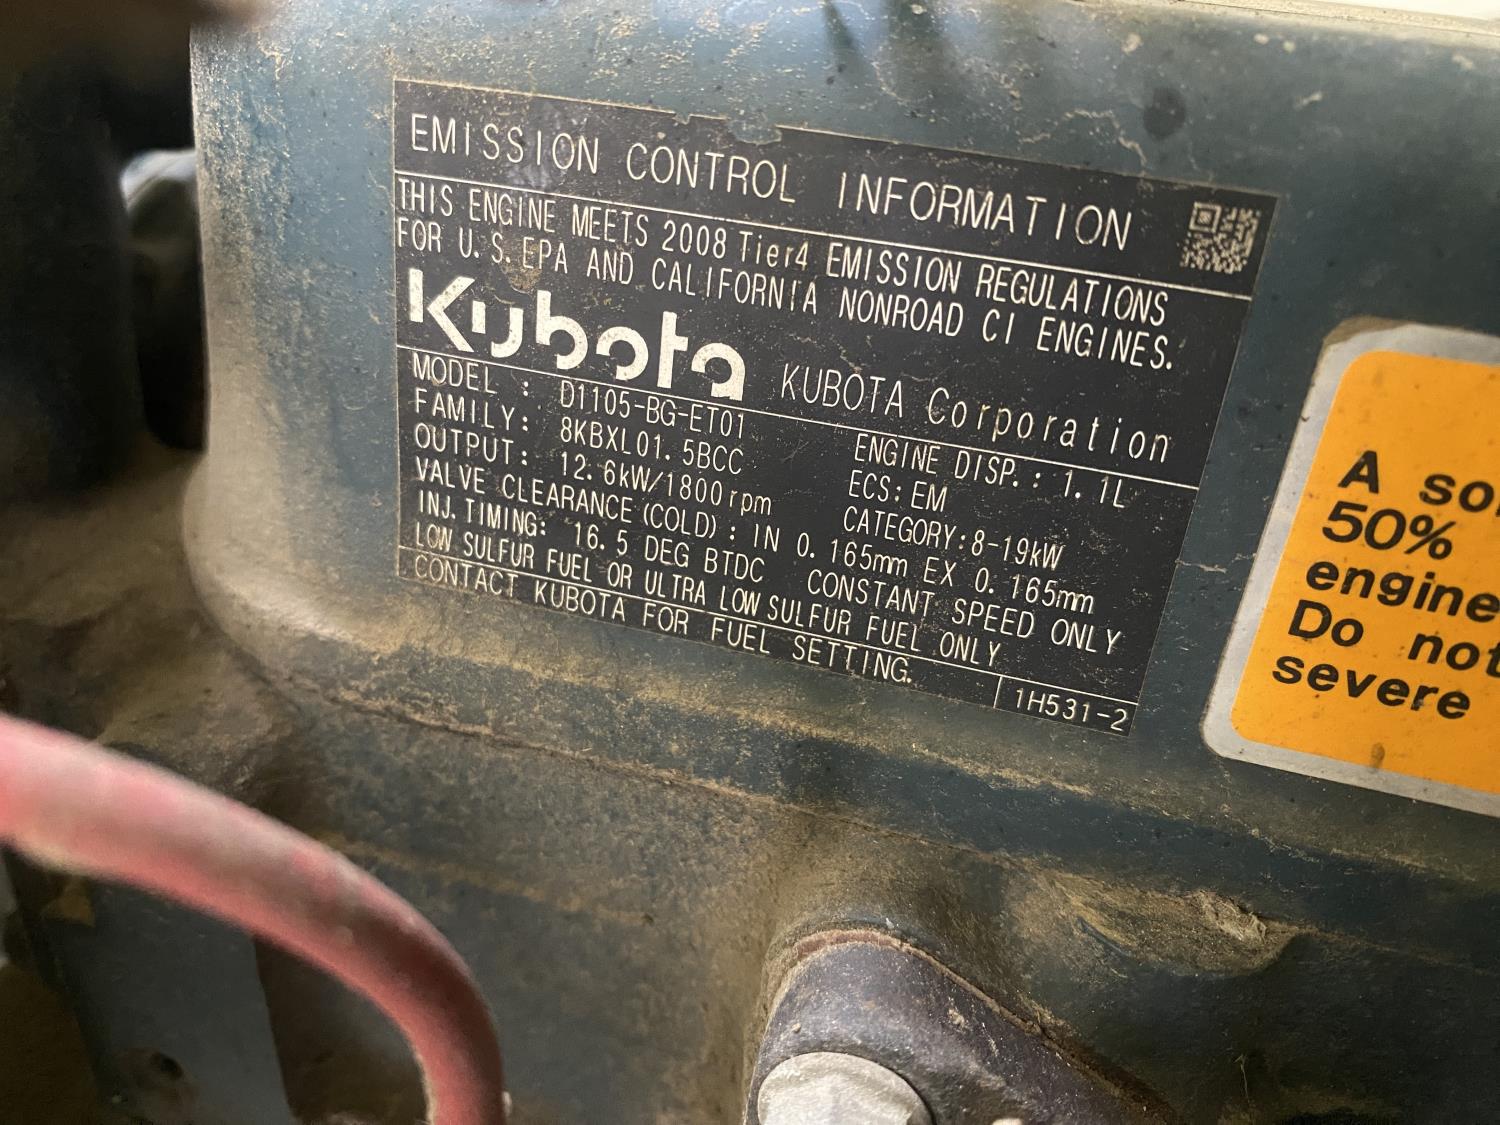 EMISSION CONTROL INFORMATION
THIS ENGINE MEETS 2008 Tier4 EMISSION REGULATIONS
FOR U.S.EPA AND CALIFORNIA NONROAD CI ENGINES.
Kubota KUBOTA Corporation
MODEL : D1105-BG-ET01 ENGINE DISP.: 1.1L
FAMILY: 8KBXL01.5BCC ECS: EM
OUTPUT: 12.6kW/1800rpm CATEGORY:8-19kW
VALVE CLEARANCE (COLD): IN 0.165mm EX 0.165mm
INJ.TIMING: 16.5 DEG BTDC CONSTANT SPEED ONLY
LOW SULFUR FUEL OR ULTRA LOW SULFUR FUEL ONLY
CONTACT KUBOTA FOR FUEL SETTING.
1H531-2
A
50%
engine
Do not
severe